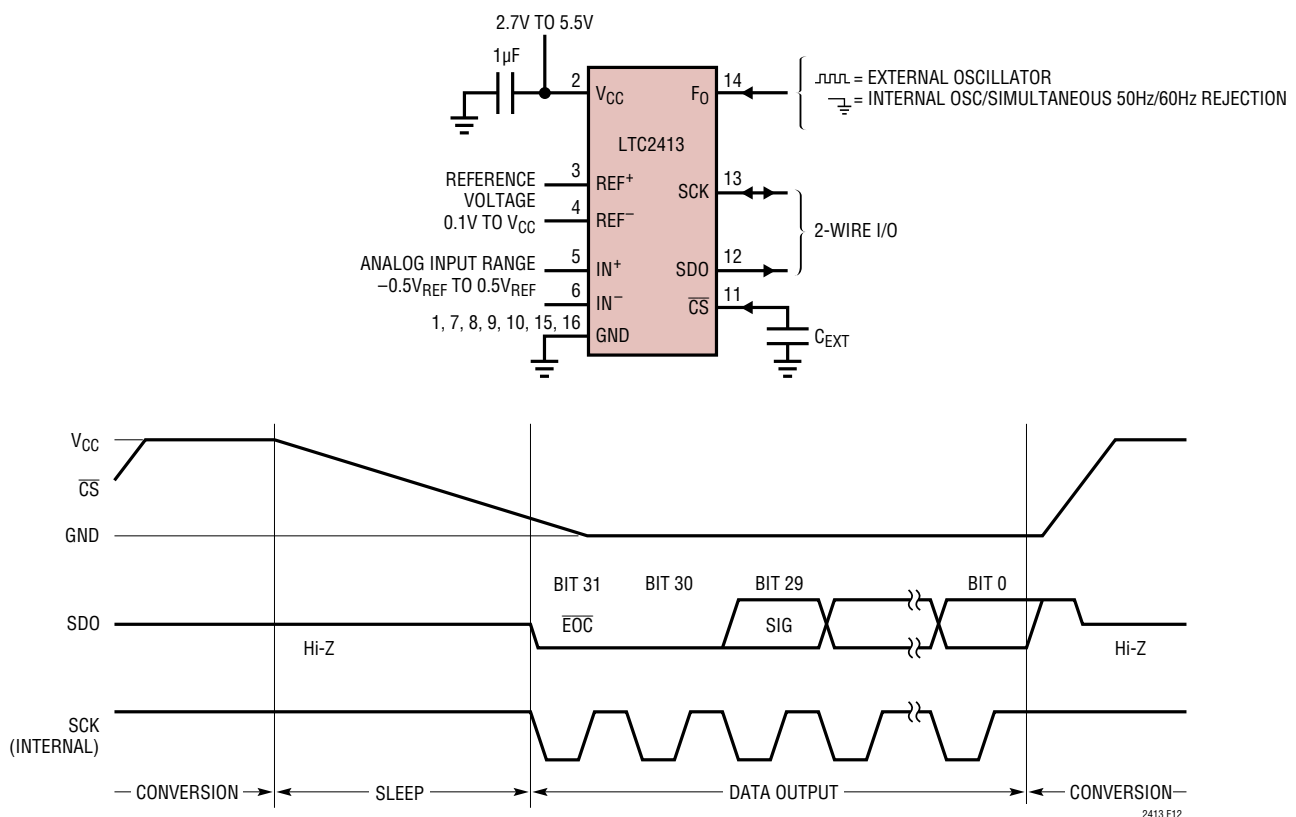 2.7V TO 5.5V
1µF
2
VCC
FO
14
= EXTERNAL OSCILLATOR
= INTERNAL OSC/SIMULTANEOUS 50Hz/60Hz REJECTION
LTC2413
REFERENCE
VOLTAGE
0.1V TO VCC
3
REF+
4
REF–
SCK
13
2-WIRE I/O
ANALOG INPUT RANGE
–0.5VREF TO 0.5VREF
5
IN+
6
IN–
SDO
12
CS
11
1, 7, 8, 9, 10, 15, 16
GND
CEXT
VCC
CS
GND
BIT 31
BIT 30
BIT 29
BIT 0
SDO
EOC
SIG
Hi-Z
Hi-Z
SCK
(INTERNAL)
CONVERSION
SLEEP
DATA OUTPUT
CONVERSION
2413 F12